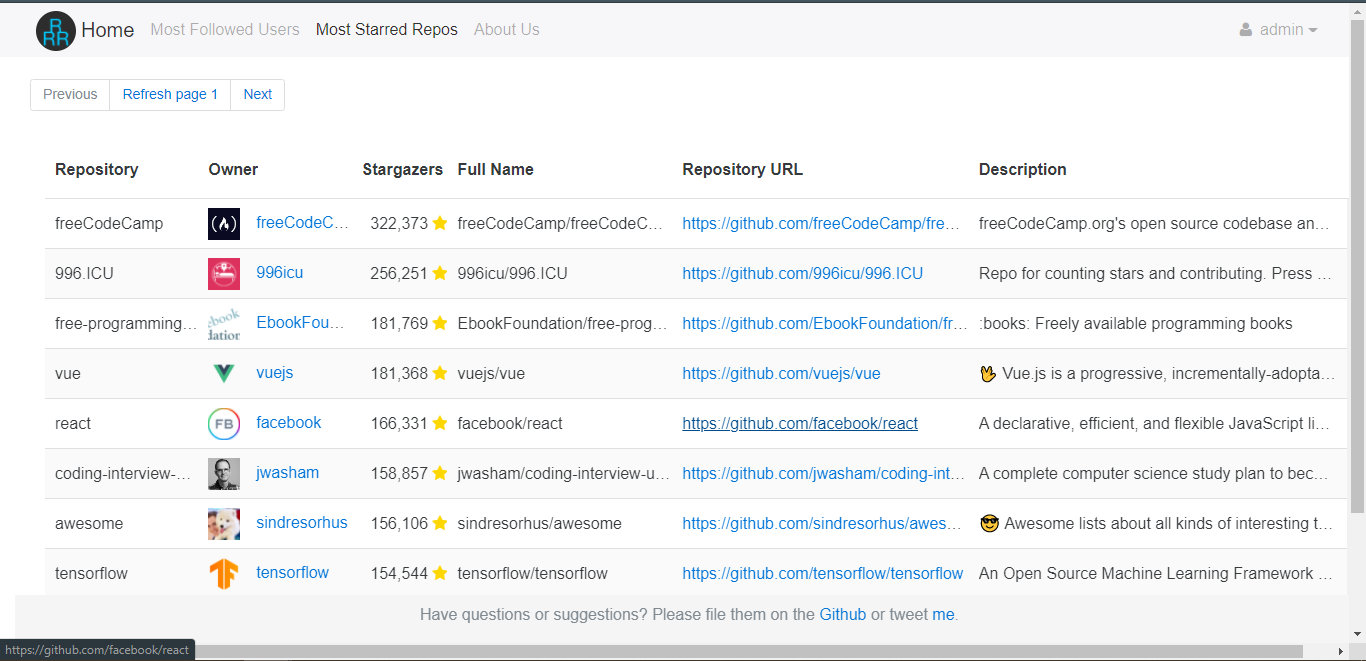 R RR Home Most Followed Users Most Starred Repos About Us admin
Previous Refresh page 1 Next
Repository Owner Stargazers Full Name Repository URL Description
freeCodeCamp (A) freeCodeC... 322,373 freeCodeCamp/freeCodeC... https://github.com/freeCodeCamp/fre... freeCodeCamp.org's open source codebase an...
996.ICU 996icu 256,251 996icu/996.ICU https://github.com/996icu/996.ICU Repo for counting stars and contributing. Press ...
free-programming... ebook dation EbookFou... 181,769 EbookFoundation/free-prog... https://github.com/EbookFoundation/fr... :books: Freely available programming books
vue vuejs 181,368 vuejs/vue https://github.com/vuejs/vue 🖖 Vue.js is a progressive, incrementally-adopta...
react FB facebook 166,331 facebook/react https://github.com/facebook/react A declarative, efficient, and flexible JavaScript li...
coding-interview-... jwasham 158,857 jwasham/coding-interview-u... https://github.com/jwasham/coding-int... A complete computer science study plan to bec...
awesome sindresorhus 156,106 sindresorhus/awesome https://github.com/sindresorhus/awes... 😎 Awesome lists about all kinds of interesting t...
tensorflow tensorflow 154,544 tensorflow/tensorflow https://github.com/tensorflow/tensorflow An Open Source Machine Learning Framework ...
Have questions or suggestions? Please file them on the Github or tweet me.
https://github.com/facebook/react